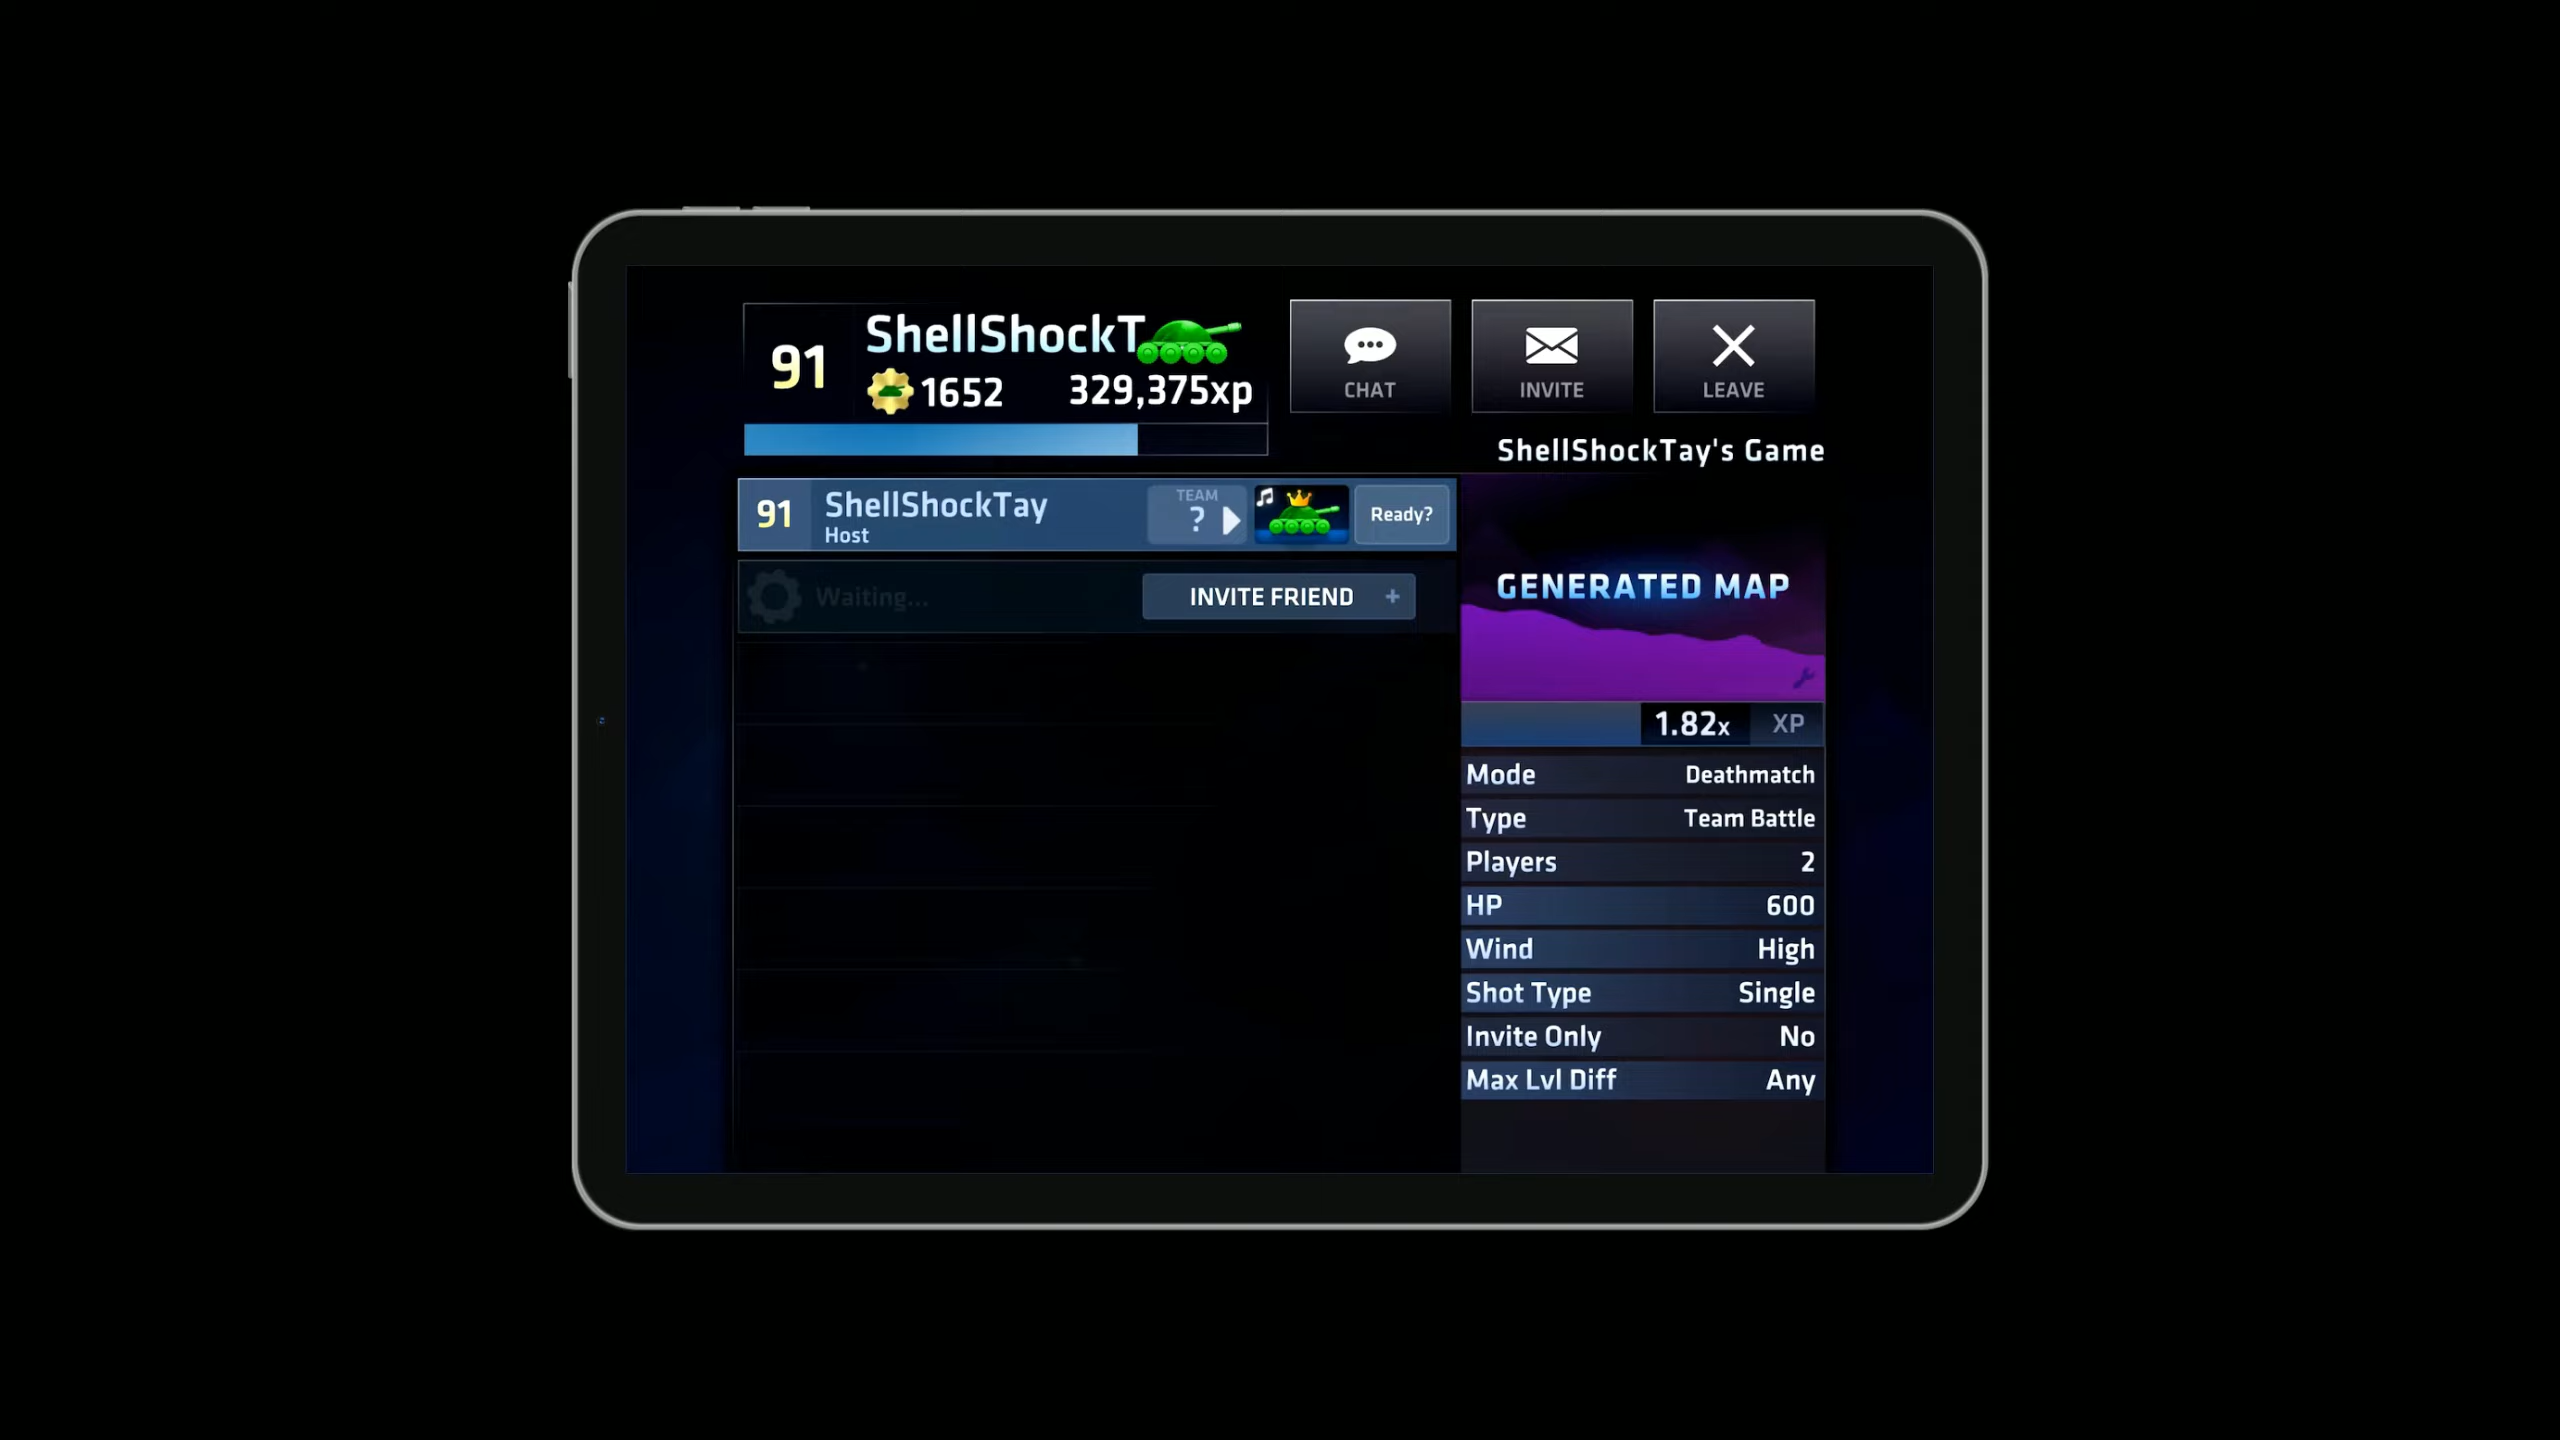 91
ShellShockT
1652
329,375xp
CHAT
INVITE
LEAVE
ShellShockTay's Game
91
ShellShockTay
Host
TEAM
?
Ready?
Waiting...
INVITE FRIEND +
GENERATED MAP
1.82x XP
Mode Deathmatch
Type Team Battle
Players 2
HP 600
Wind High
Shot Type Single
Invite Only No
Max Lvl Diff Any